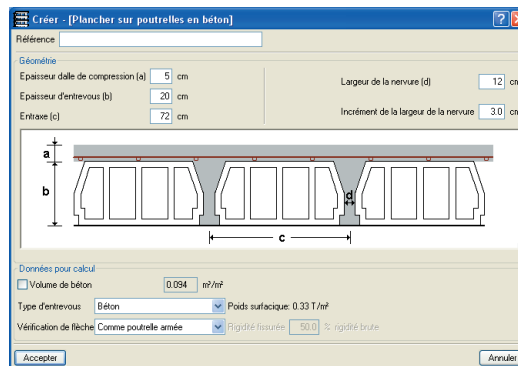 Créer - [Plancher sur poutrelles en béton]
Référence
Géométrie
Epaisseur dalle de compression (a) 5 cm
Largeur de la nervure (d) 12 cm
Epaisseur d'entrevous (b) 20 cm
Incrément de la largeur de la nervure 3.0 cm
Entraxe (c) 72 cm
a
b
d
c
Données pour calcul
Volume de béton 0.094 m³/m²
Type d'entrevous Béton Poids surfacique: 0.33 T/m²
Vérification de flèche Comme poutrelle armée Rigidité fissurée 50.0 % rigidité brute
Accepter Annuler